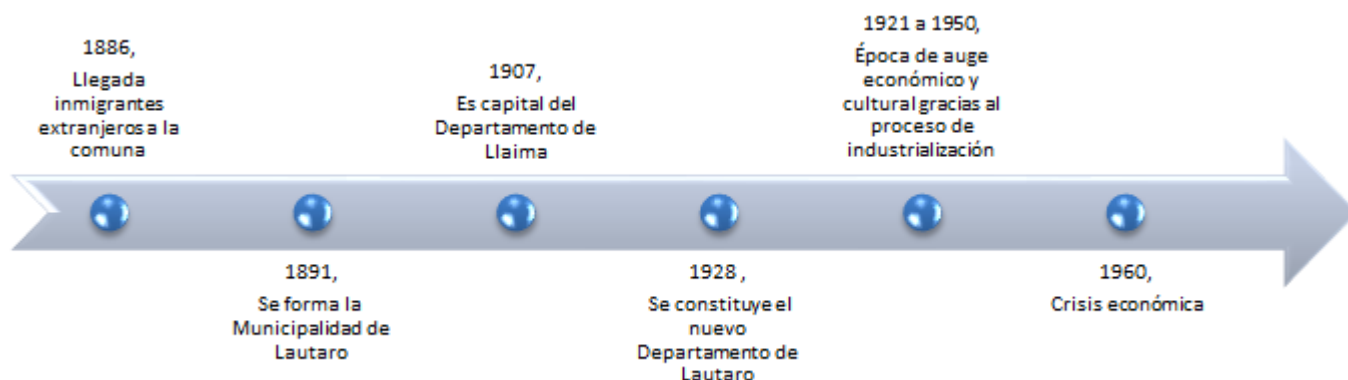 1886,
Llegada
inmigrantes
extranjeros a la
comuna
1891,
Se forma la
Municipalidad de
Lautaro
1907,
Es capital del
Departamento de
Llaima
1928 ,
Se constituye el
nuevo
Departamento de
Lautaro
1921 a 1950,
Época de auge
económico y
cultural gracias al
proceso de
industrialización
1960,
Crisis económica